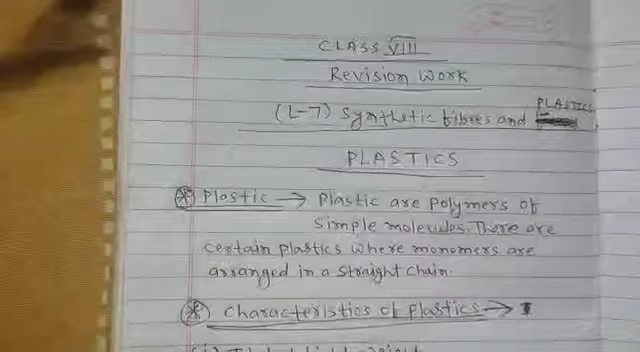 CLASS VIII
Revision Work
(L-7) Synthetic fibres and PLASTICS
PLASTICS
* Plastic → Plastic are polymers of
simple molecules. There are
certain plastics where monomers are
arranged in a straight chain.
* Characteristics of plastics →